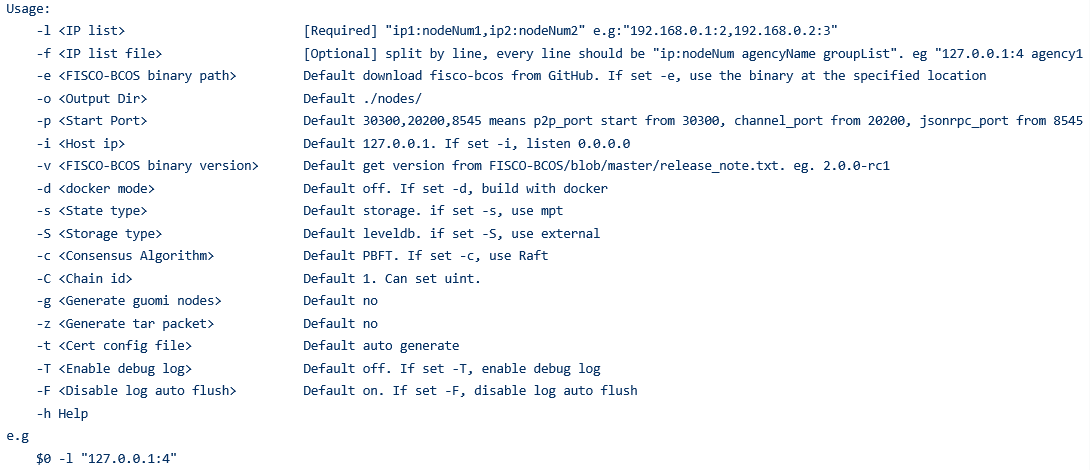 Usage:
    -l <IP list>                        [Required] "ip1:nodeNum1,ip2:nodeNum2" e.g:"192.168.0.1:2,192.168.0.2:3"
    -f <IP list file>                   [Optional] split by line, every line should be "ip:nodeNum agencyName groupList". eg "127.0.0.1:4 agency1
    -e <FISCO-BCOS binary path>         Default download fisco-bcos from GitHub. If set -e, use the binary at the specified location
    -o <Output Dir>                     Default ./nodes/
    -p <Start Port>                     Default 30300,20200,8545 means p2p_port start from 30300, channel_port from 20200, jsonrpc_port from 8545
    -i <Host ip>                        Default 127.0.0.1. If set -i, listen 0.0.0.0
    -v <FISCO-BCOS binary version>      Default get version from FISCO-BCOS/blob/master/release_note.txt. eg. 2.0.0-rc1
    -d <docker mode>                    Default off. If set -d, build with docker
    -s <State type>                     Default storage. if set -s, use mpt
    -S <Storage type>                   Default leveldb. if set -S, use external
    -c <Consensus Algorithm>            Default PBFT. If set -c, use Raft
    -C <Chain id>                       Default 1. Can set uint.
    -g <Generate guomi nodes>           Default no
    -z <Generate tar packet>            Default no
    -t <Cert config file>               Default auto generate
    -T <Enable debug log>               Default off. If set -T, enable debug log
    -F <Disable log auto flush>         Default on. If set -F, disable log auto flush
    -h Help
e.g
    $0 -l "127.0.0.1:4"